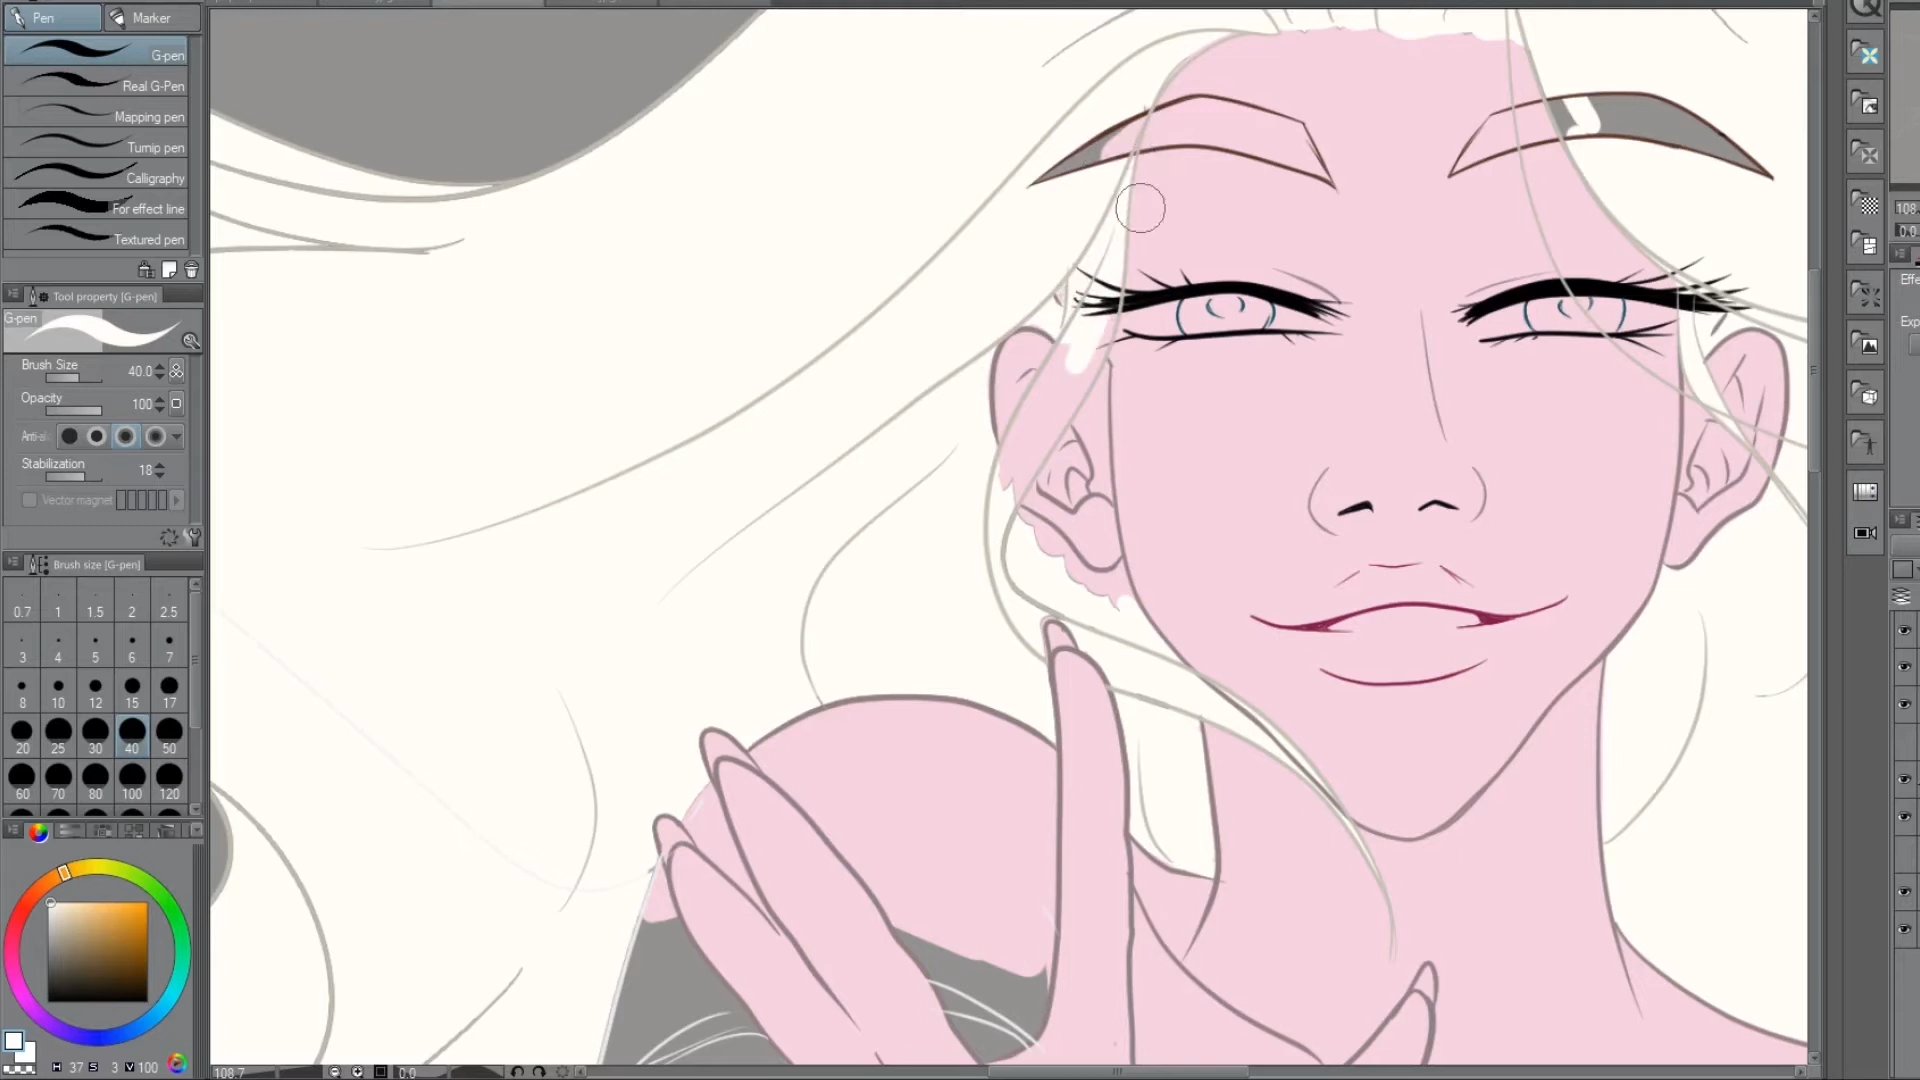 Pen
Marker
G-pen
Real G-Pen
Mapping pen
Turnip pen
Calligraphy
For effect line
Textured pen
Tool property [G-pen]
G-pen
Brush Size 40.0
Opacity 100
Stabilization 18
Vector magnet
Brush size [G-pen]
0.7 1 1.5 2 2.5
3 4 5 6 7
8 10 12 15 17
20 25 30 40 50
60 70 80 100 120
H 37 S 3 V 100
108.7
0.0
108.
0.0
Effe
Exp